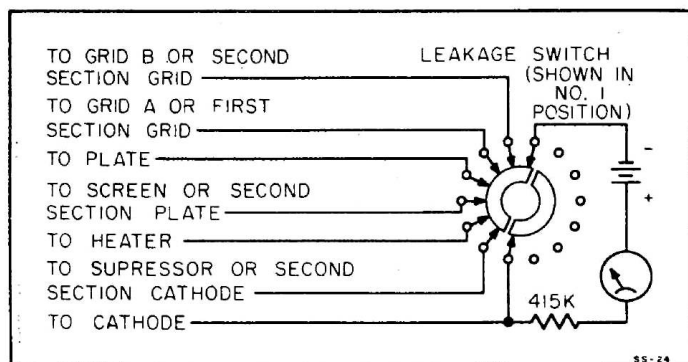 TO GRID B OR SECOND
SECTION GRID
TO GRID A OR FIRST
SECTION GRID
TO PLATE
TO SCREEN OR SECOND
SECTION PLATE
TO HEATER
TO SUPRESSOR OR SECOND
SECTION CATHODE
TO CATHODE
LEAKAGE SWITCH
(SHOWN IN
NO. 1
POSITION)
-
+
415K
SS-24